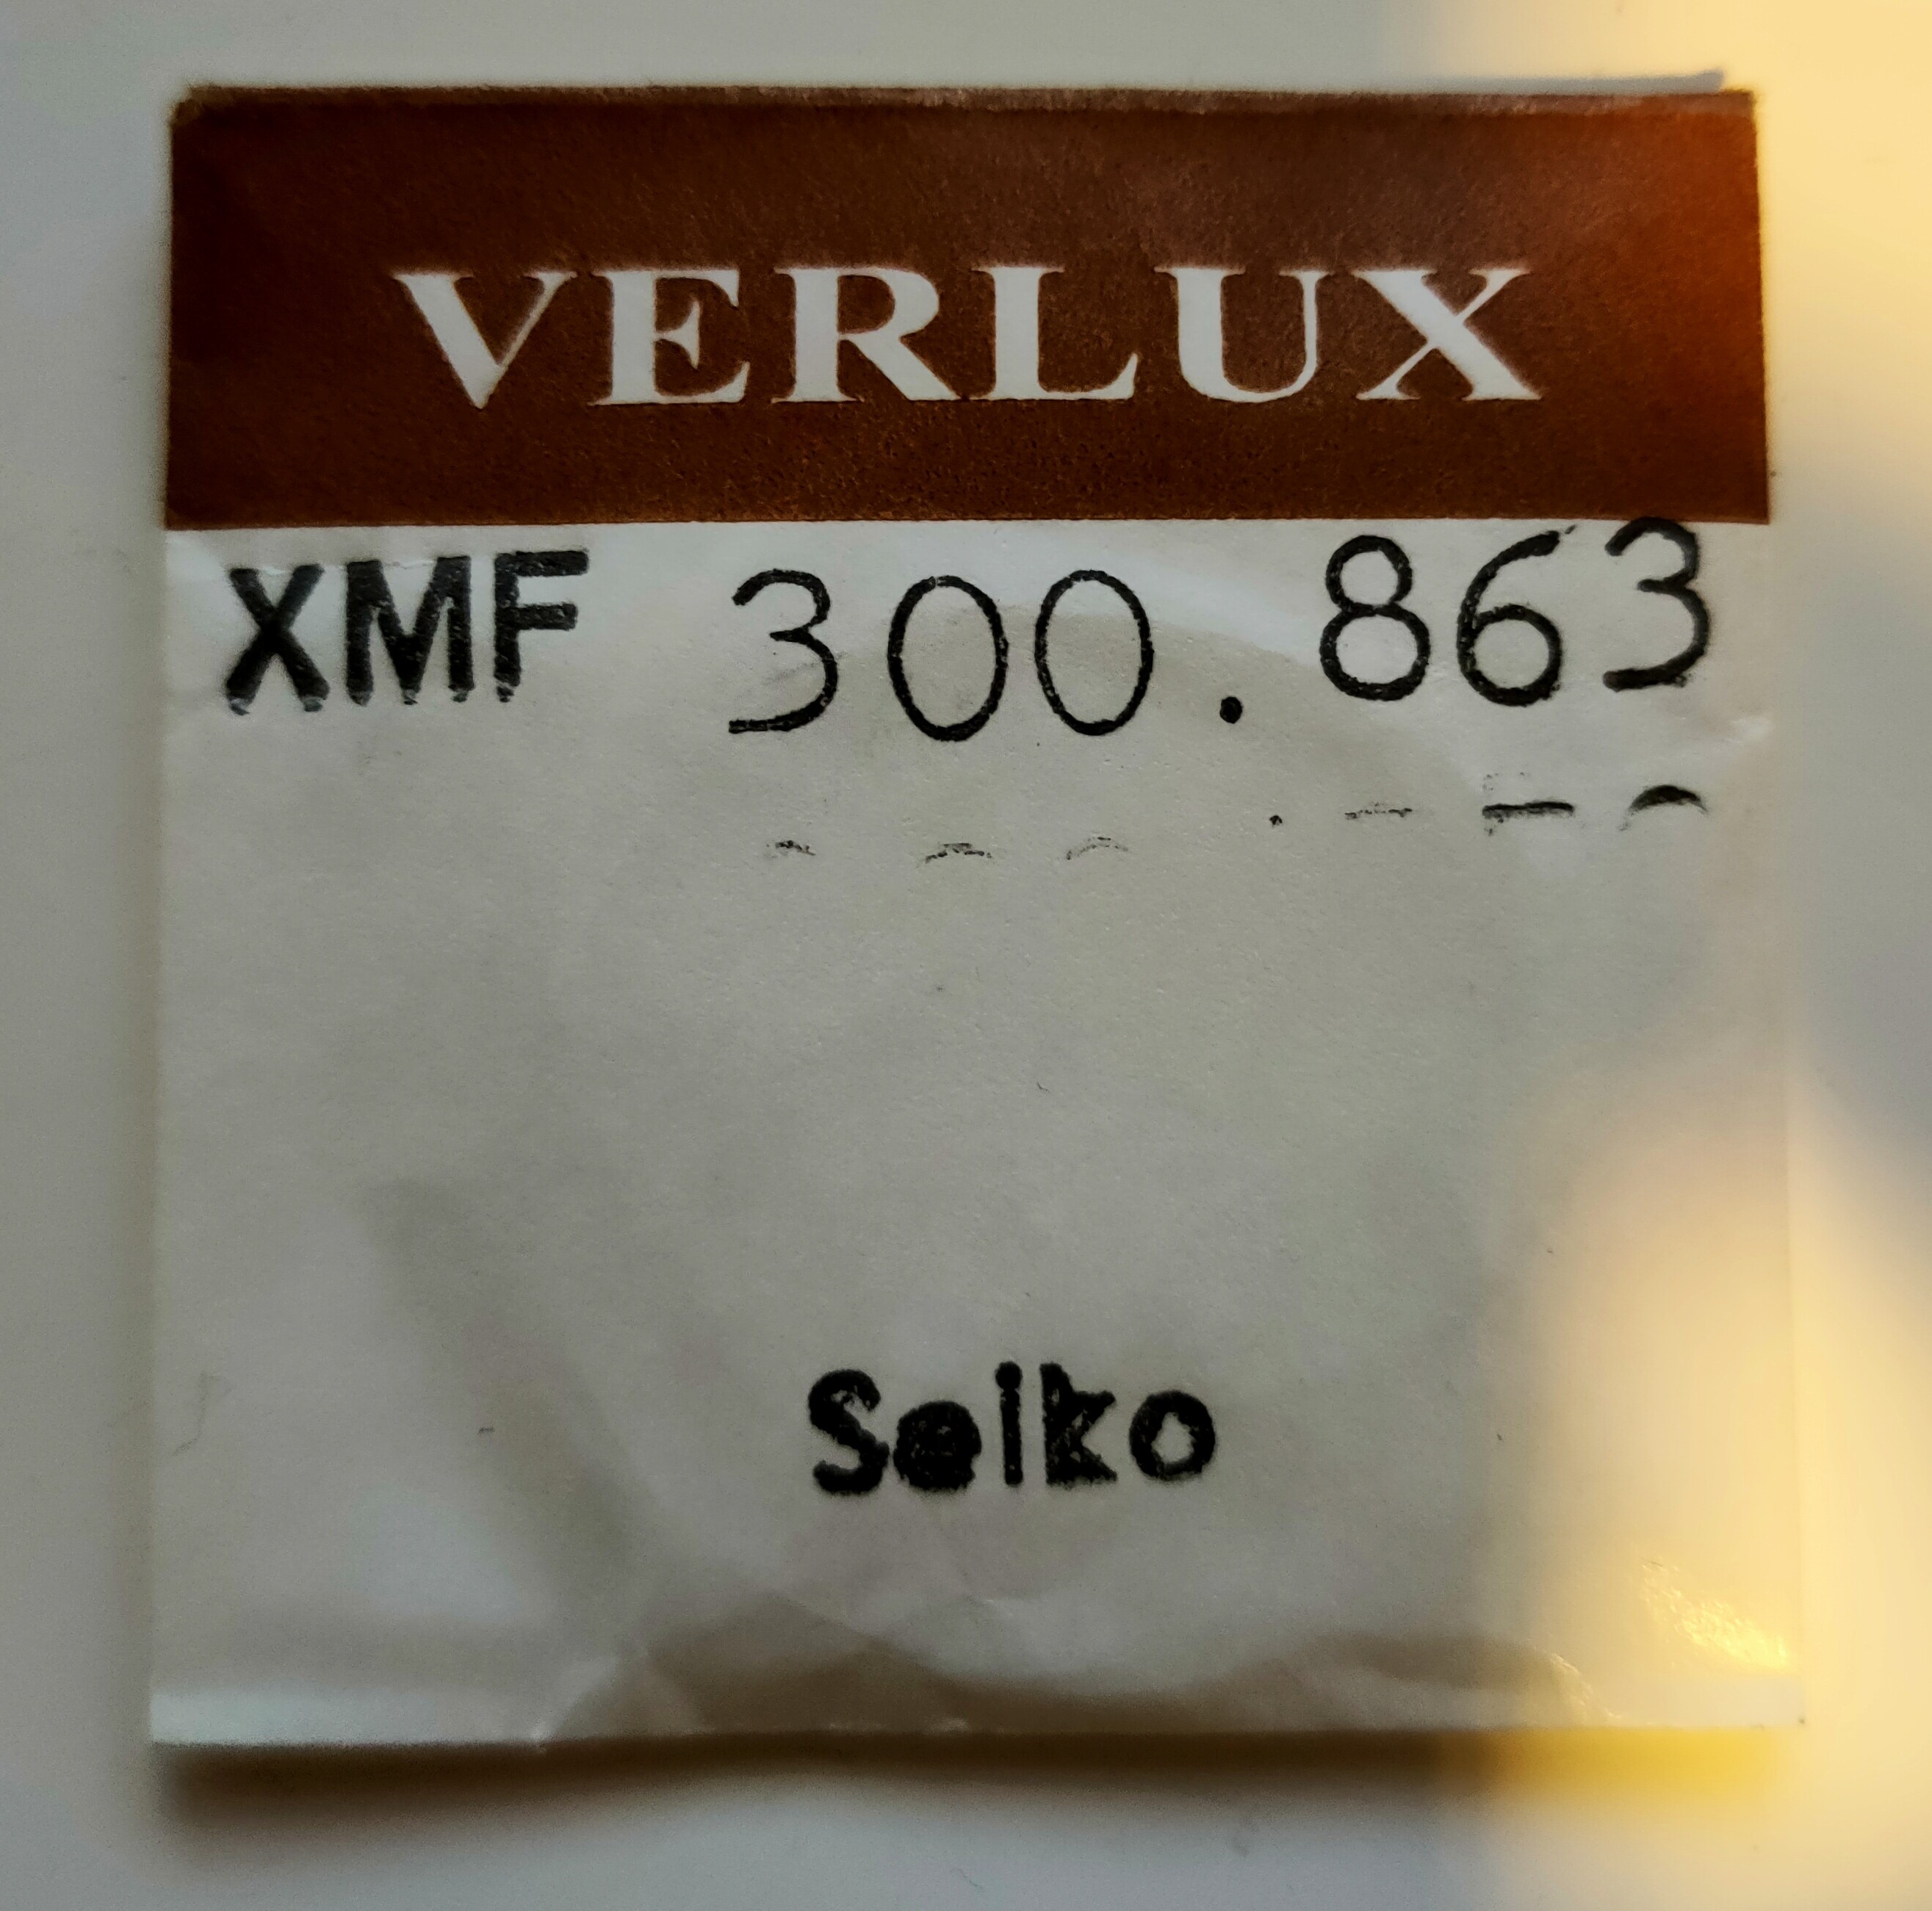 VERLUX
XMF 300.863
Seiko